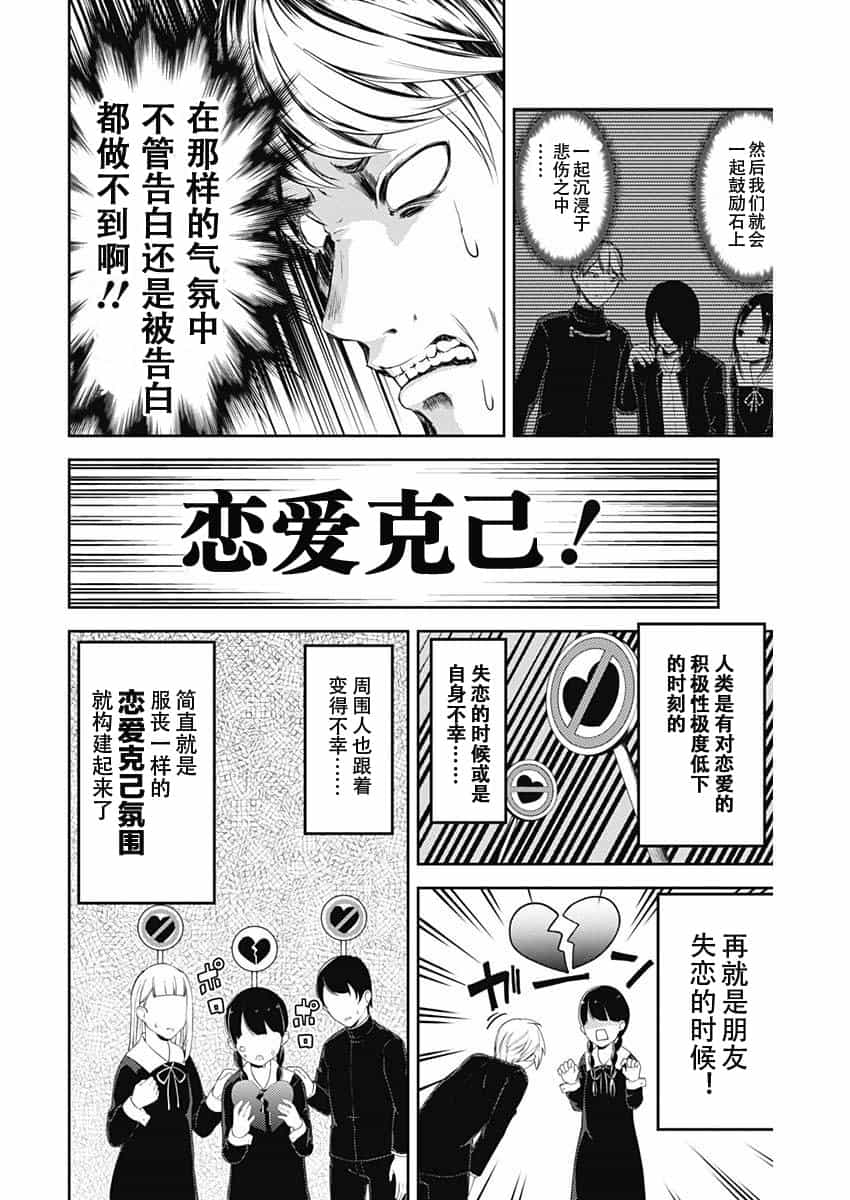 然后我们就会
一起鼓励石上
一起沉浸于
悲伤之中
……
在那样的气氛中
不管告白还是被告白
都做不到啊!!
恋爱克己!
人类是有对恋爱的
积极性极度低下
的时刻的
失恋的时候或是
自身不幸……
再就是朋友
失恋的时候!
ガーン
周围人也跟着
变得不幸……
简直就是
服丧一样的
恋爱克己氛围
就构建起来了
ポロ
ポロ